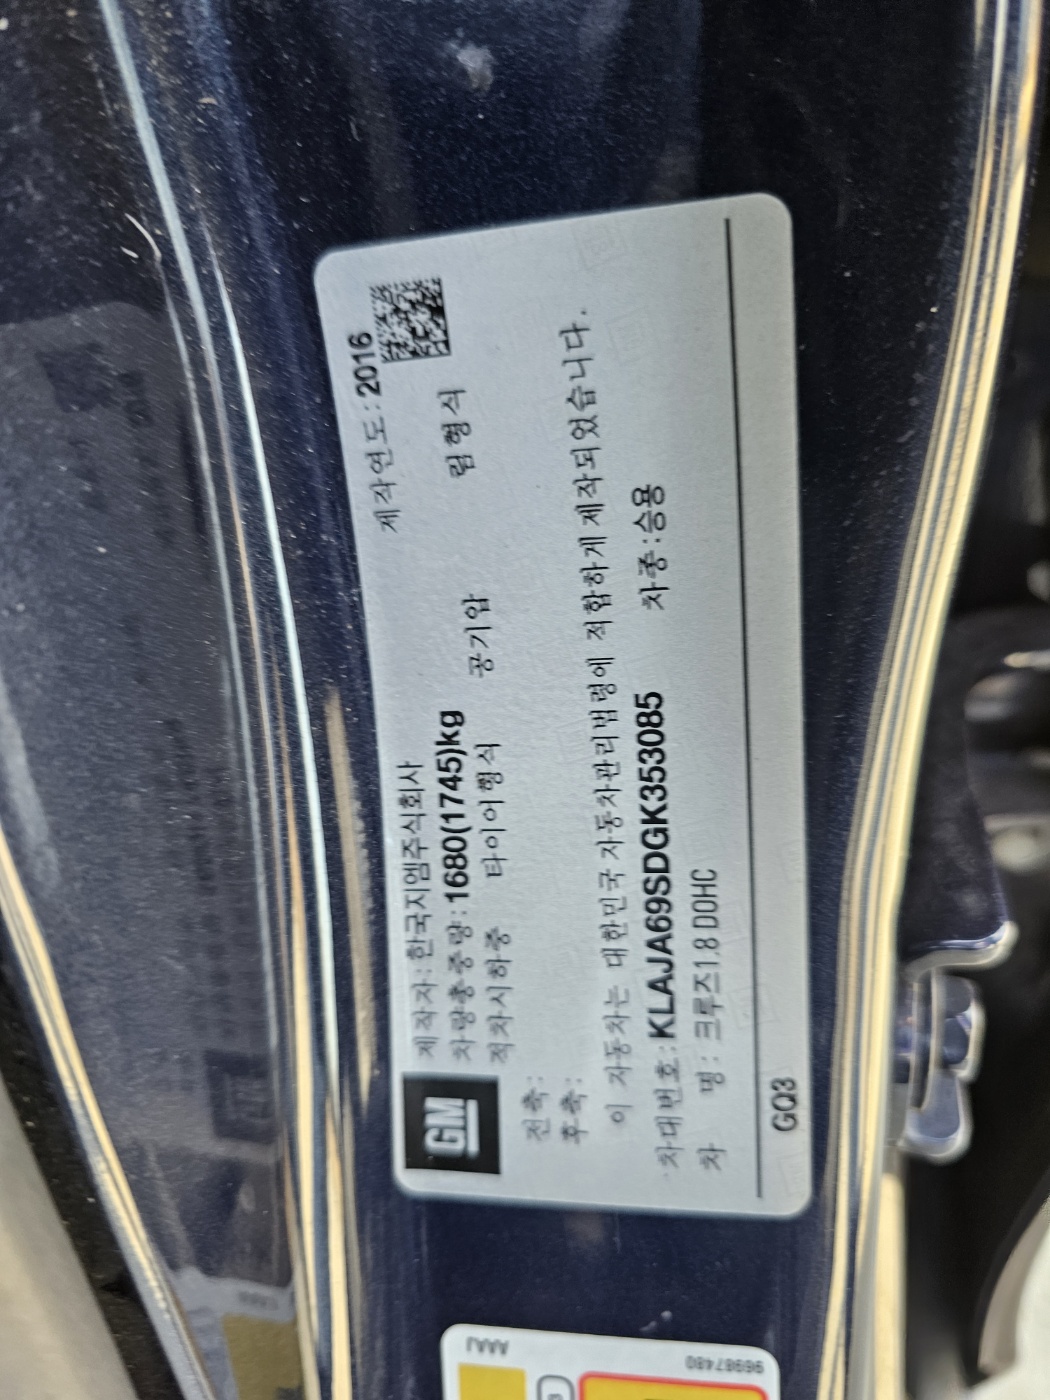 GM
제작자: 한국지엠주식회사 제작연도: 2016
차량총중량: 1680(1745)kg
적차시하중 타이어형식 공기압 림형식
전축:
후축:
이 자동차는 대한민국 자동차관리법령에 적합하게 제작되었습니다.
차대번호: KLAJA69SDGK353085 차종:승용
차 명: 크루즈1.8 DOHC
GQ3
96987480